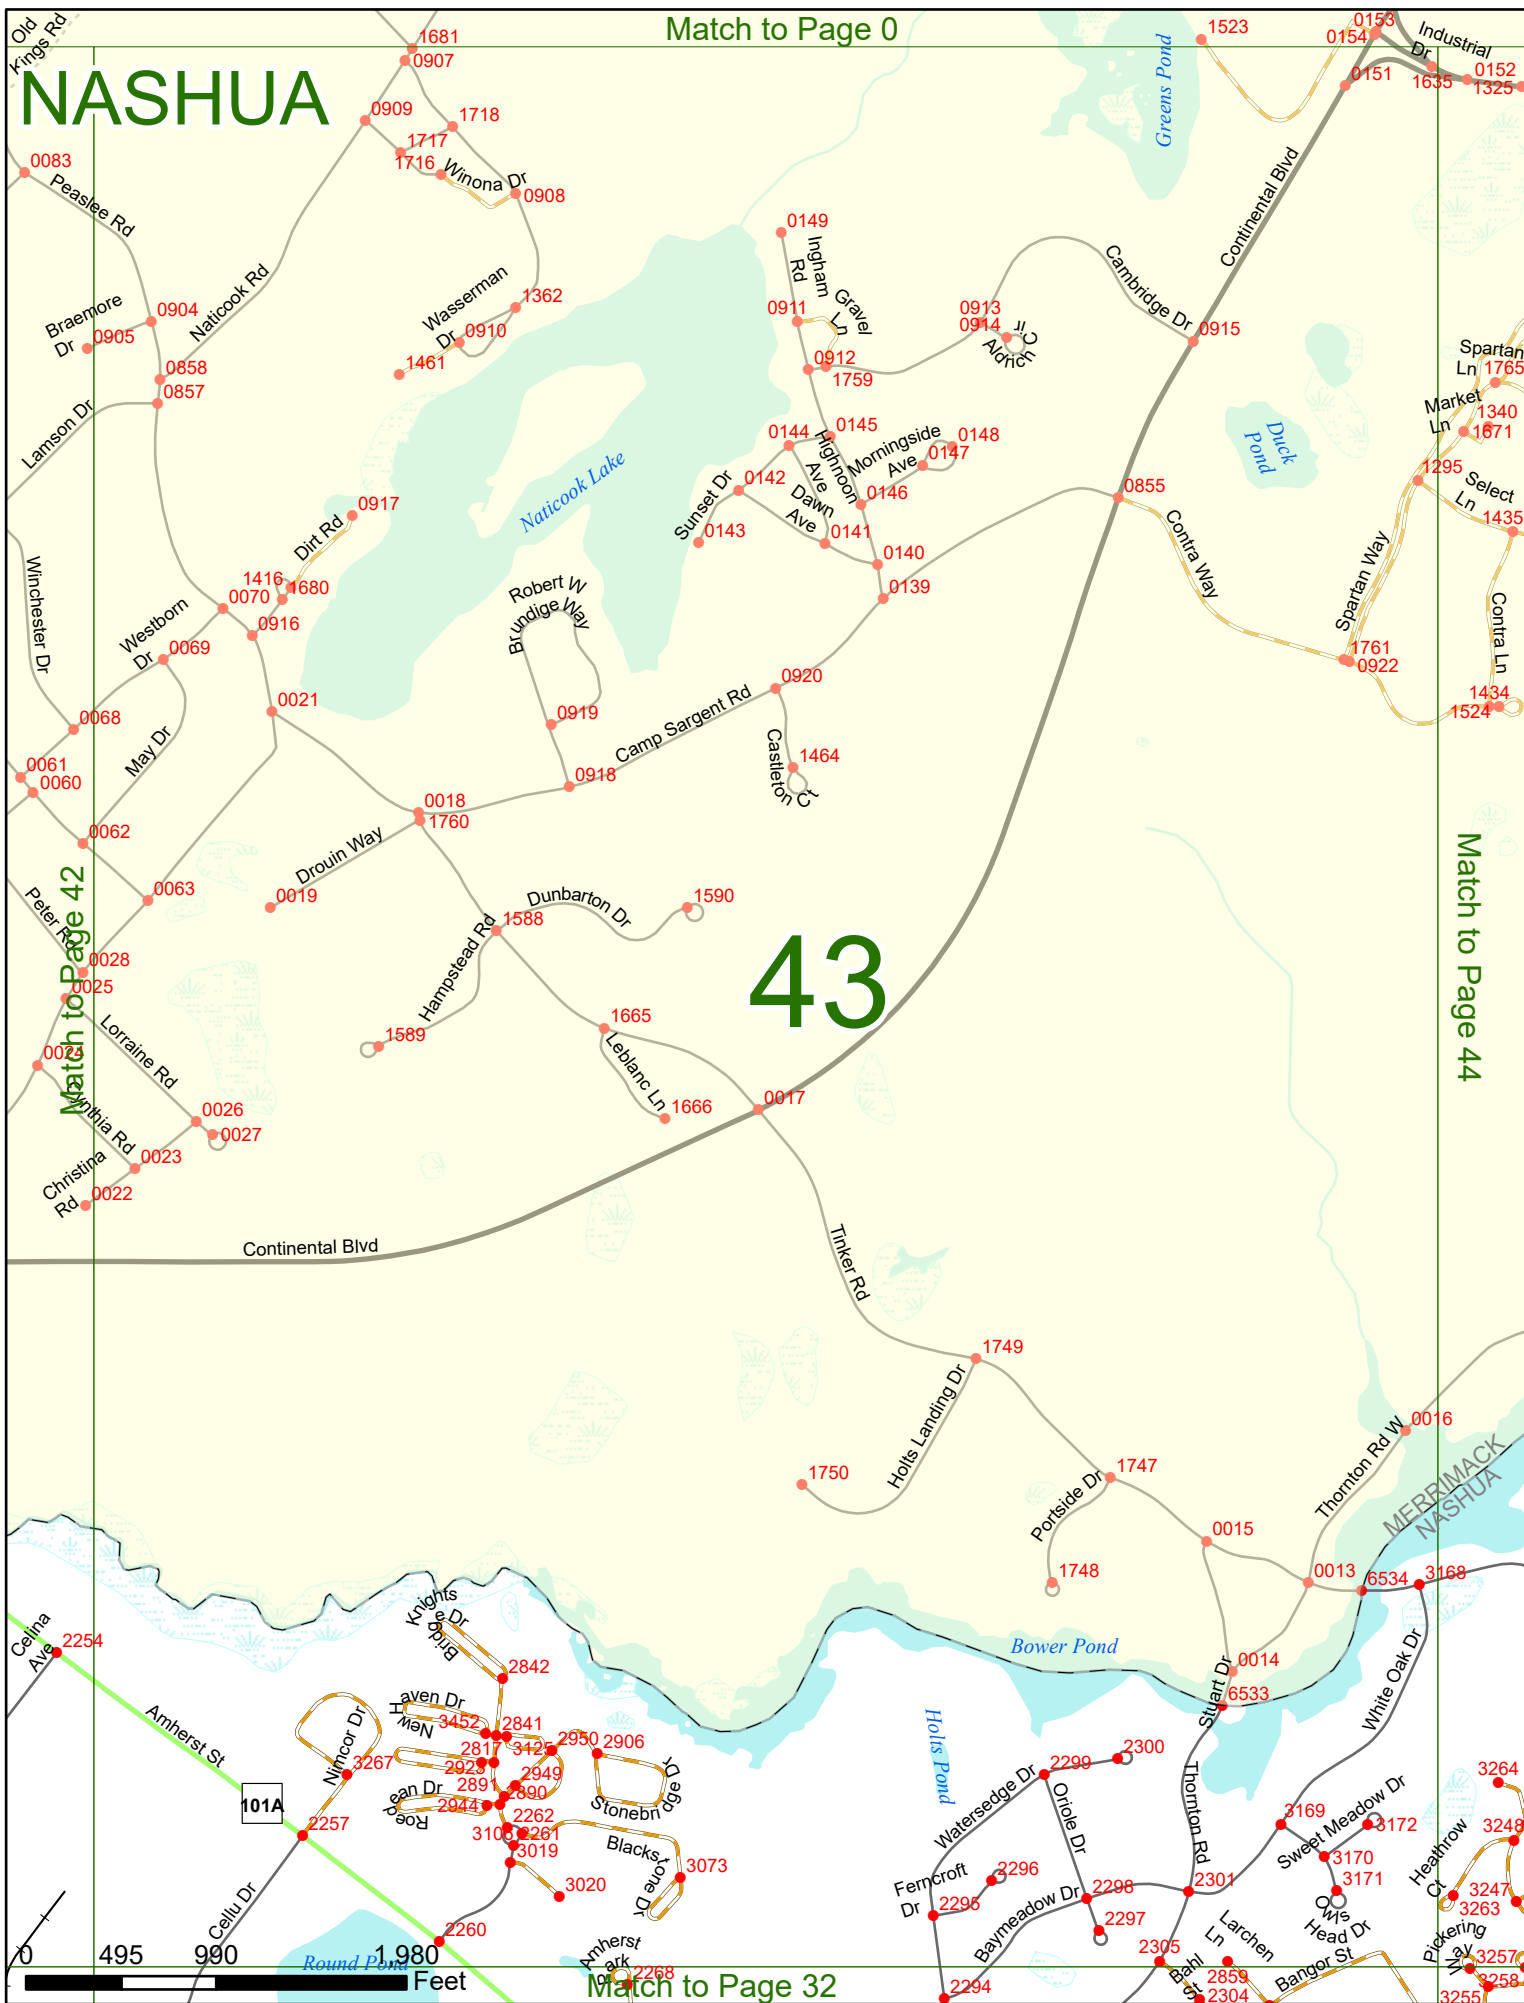 Match to Page 0
Old
Kings Rd
NASHUA
1681
0907
0909
1718
1717
1716
Winona Dr
0908
0083
Peaslee Rd
Naticook Rd
Braemore
Dr
0904
0905
0858
0857
Lamson Dr
Wasserman
Dr
1362
0910
1461
1523
Greens Pond
0153
0154
Industrial
Dr
0151
1635
0152
1325
Continental Blvd
0149
Ingham
Rd
Gravel
Ln
0911
0912
1759
0913
0914
Aldrich
Cir
Cambridge Dr
0915
Spartan
Ln
1765
Market
Ln
1340
1671
1295
Select
Ln
1435
Duck
Pond
0145
0144
Highnoon
Ave
Morningside
Ave
0148
0147
0146
0142
Sunset Dr
0143
Dawn
Ave
0141
0140
0139
0855
Contra Way
Spartan Way
Contra Ln
1761
0922
1434
1524
Naticook Lake
0917
Dirt Rd
1416
1680
0070
0916
Winchester Dr
Westborn
Dr
0069
0068
May Dr
0021
0061
0060
0062
0063
Robert W
Brundige Way
0919
0918
Camp Sargent Rd
0920
1464
Castleton Ct
0018
1760
Drouin Way
0019
Match to Page 42
Peter Rd
0028
0025
0024
Lorraine Rd
Cynthia Rd
0026
0027
0023
Christina
Rd
0022
Dunbarton Dr
1590
1588
Hampstead Rd
1589
43
1665
Leblanc Ln
1666
0017
Match to Page 44
Continental Blvd
Tinker Rd
1749
Holts Landing Dr
1750
1747
Portside Dr
1748
0015
0013
0016
Thornton Rd W
MERRIMACK
NASHUA
6534
3168
0014
6533
Stuart Dr
Bower Pond
White Oak Dr
Celina
Ave
2254
Amherst St
101A
Knights
Bridge Dr
2842
New Haven Dr
3452
2841
2817
3125
2950
2906
2923
2891
2949
2890
2944
Roedean Dr
2262
3106
2261
3019
3020
Stonebridge Dr
Blackstone Dr
3073
Nimcor Dr
3267
2257
Cellu Dr
2260
Round Pond
Amherst
Park
2268
Holts Pond
Watersedge Dr
2299
2300
Oriole Dr
Thornton Rd
Ferncroft
Dr
2296
2295
2298
2297
Baymeadow Dr
2294
2301
2305
Bahl
St
2304
Larchen
Ln
2859
Bangor St
3169
Sweet Meadow Dr
3172
3170
3171
Owls
Head Dr
3264
3248
Heathrow
Ct
3247
3263
Pickering
Way
3257
3258
3255
0 495 990 1,980
Feet
Match to Page 32